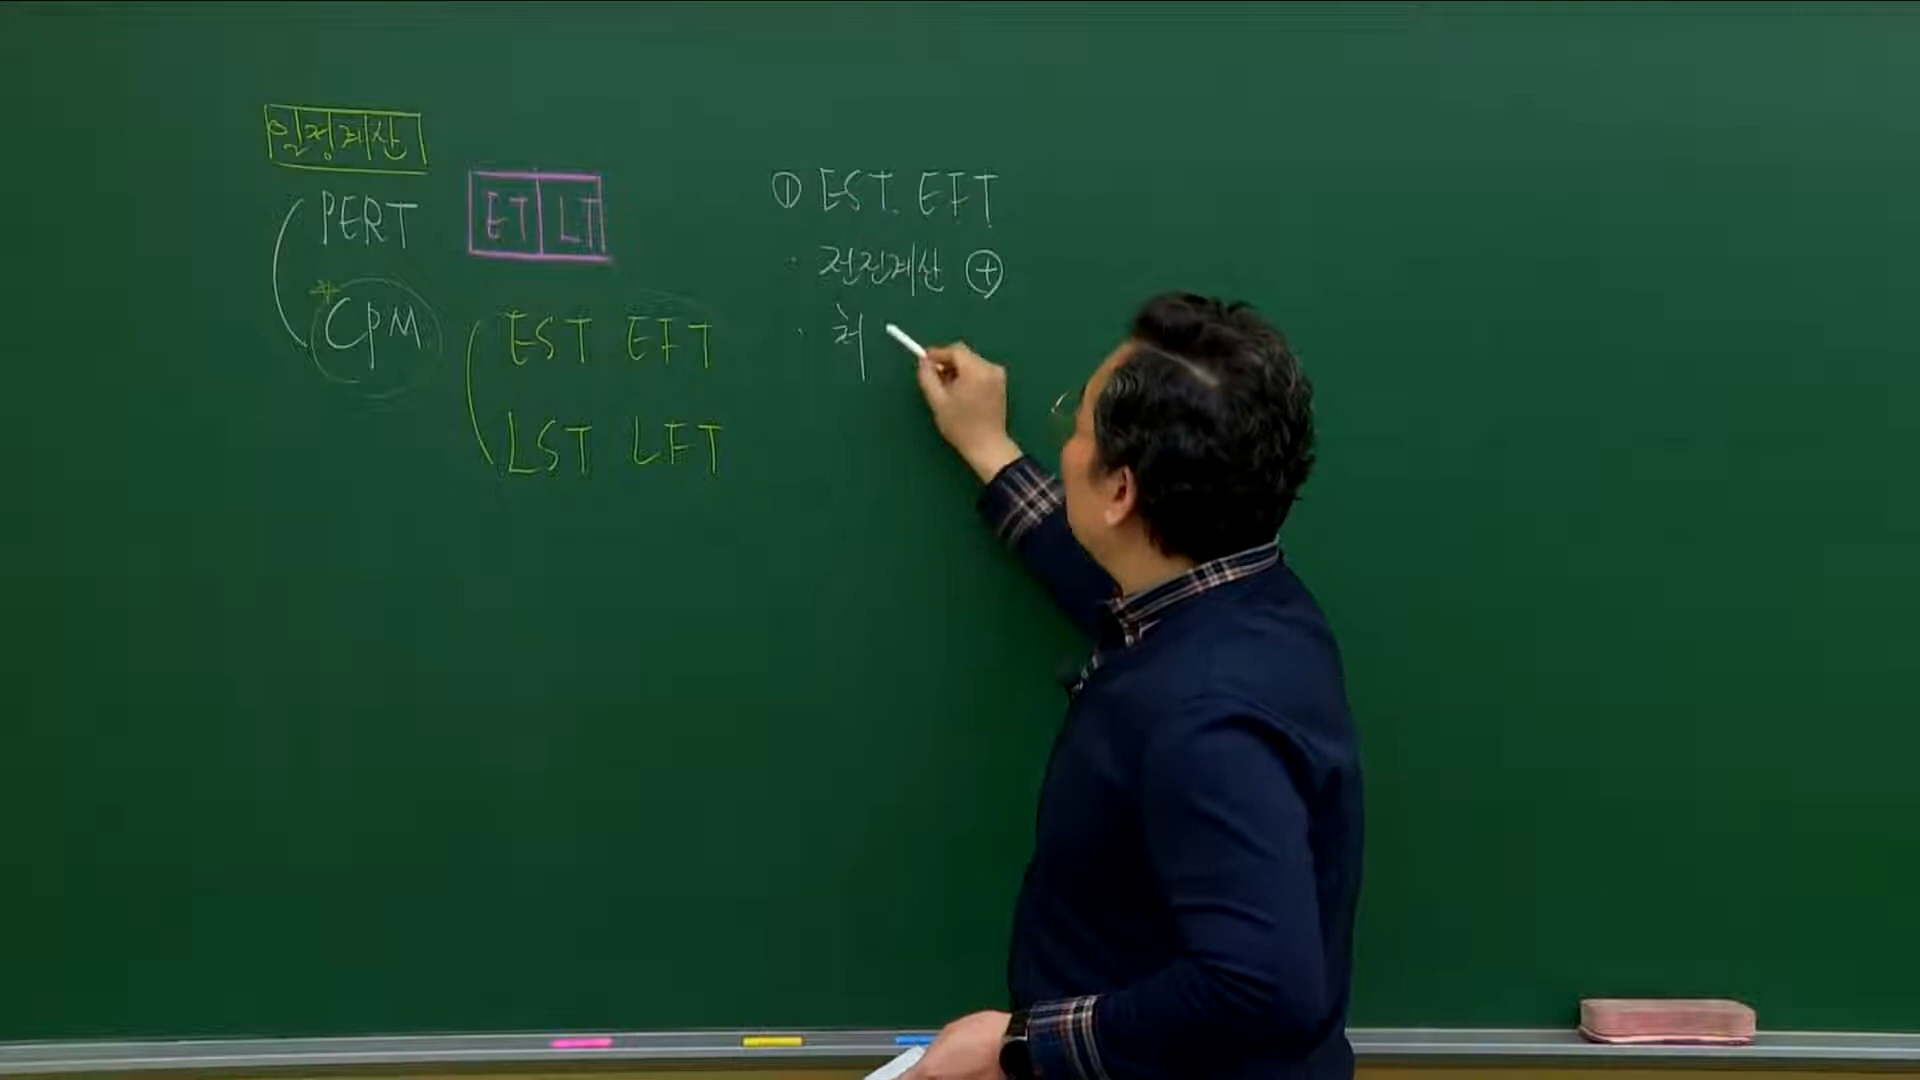 일정계산
PERT
ET LT
CPM
EST EFT
LST LFT
① EST. EFT
· 전진계산 ⊕
· 처